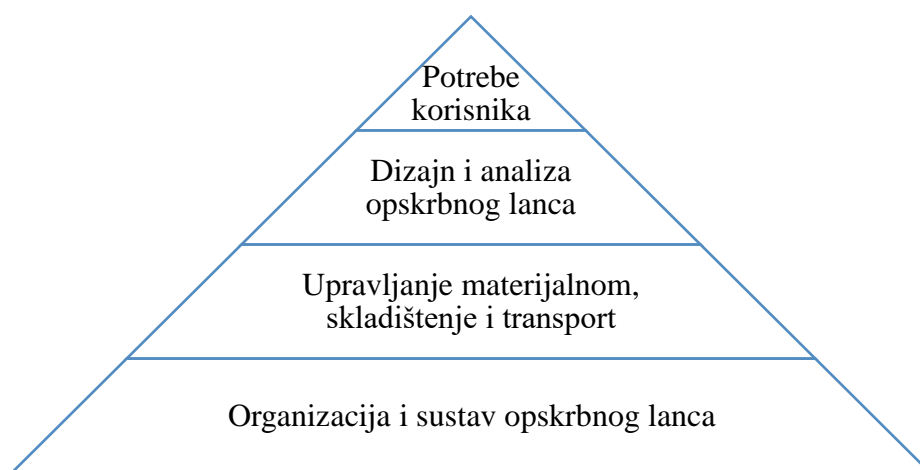 Potrebe
korisnika
Dizajn i analiza
opskrbnog lanca
Upravljanje materijalnom,
skladištenje i transport
Organizacija i sustav opskrbnog lanca